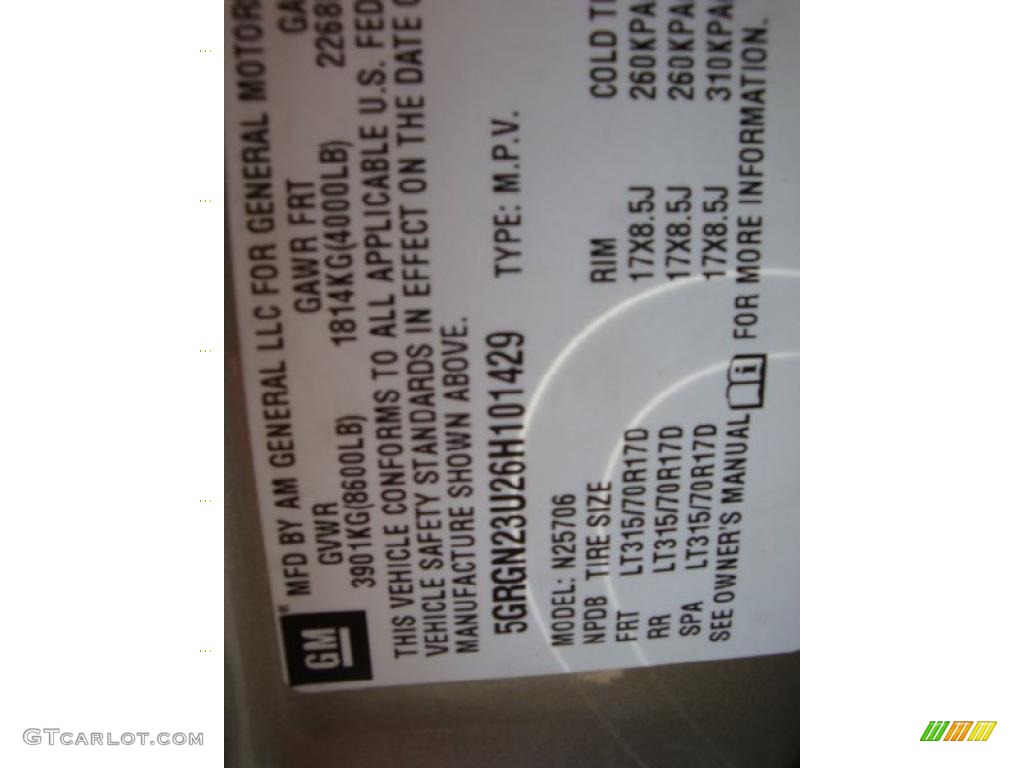 GM
MFD BY AM GENERAL LLC FOR GENERAL MOTOR
GVWR GAWR FRT GA
3901KG(8600LB) 1814KG(4000LB) 2268
THIS VEHICLE CONFORMS TO ALL APPLICABLE U.S. FED
VEHICLE SAFETY STANDARDS IN EFFECT ON THE DATE O
MANUFACTURE SHOWN ABOVE.
5GRGN23U26H101429 TYPE: M.P.V.
MODEL: N25706
NPDB TIRE SIZE RIM COLD TI
FRT LT315/70R17D 17X8.5J 260KPA
RR LT315/70R17D 17X8.5J 260KPA
SPA LT315/70R17D 17X8.5J 310KPA
SEE OWNER'S MANUAL i FOR MORE INFORMATION.
GTCARLOT.COM